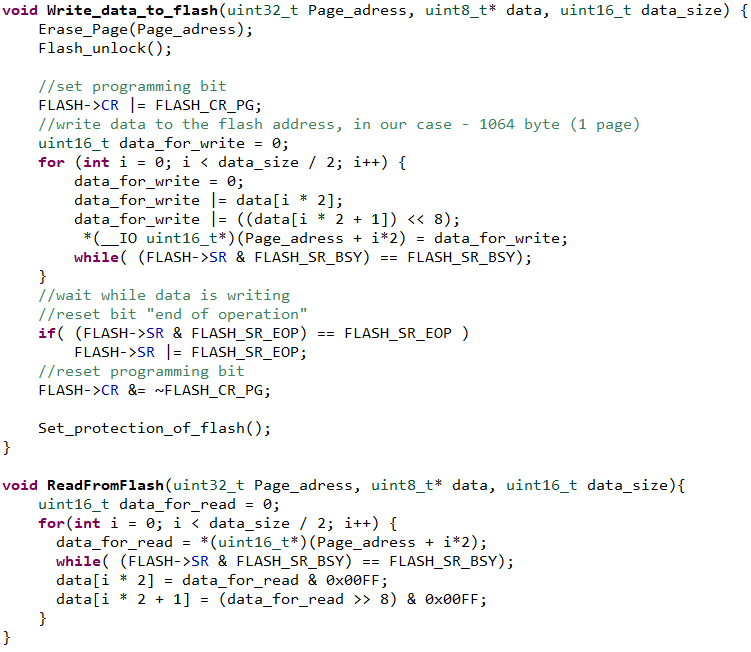 void Write_data_to_flash(uint32_t Page_adress, uint8_t* data, uint16_t data_size) {
    Erase_Page(Page_adress);
    Flash_unlock();

    //set programming bit
    FLASH->CR |= FLASH_CR_PG;
    //write data to the flash address, in our case - 1064 byte (1 page)
    uint16_t data_for_write = 0;
    for (int i = 0; i < data_size / 2; i++) {
        data_for_write = 0;
        data_for_write |= data[i * 2];
        data_for_write |= ((data[i * 2 + 1]) << 8);
         *(__IO uint16_t*)(Page_adress + i*2) = data_for_write;
        while( (FLASH->SR & FLASH_SR_BSY) == FLASH_SR_BSY);
    }
    //wait while data is writing
    //reset bit "end of operation"
    if( (FLASH->SR & FLASH_SR_EOP) == FLASH_SR_EOP )
        FLASH->SR |= FLASH_SR_EOP;
    //reset programming bit
    FLASH->CR &= ~FLASH_CR_PG;

    Set_protection_of_flash();
}

void ReadFromFlash(uint32_t Page_adress, uint8_t* data, uint16_t data_size){
    uint16_t data_for_read = 0;
    for(int i = 0; i < data_size / 2; i++) {
      data_for_read = *(uint16_t*)(Page_adress + i*2);
      while( (FLASH->SR & FLASH_SR_BSY) == FLASH_SR_BSY);
      data[i * 2] = data_for_read & 0x00FF;
      data[i * 2 + 1] = (data_for_read >> 8) & 0x00FF;
    }
}